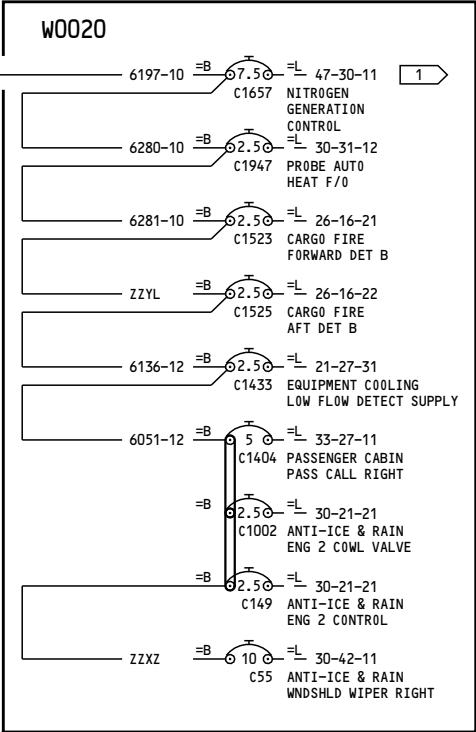 W0020
6197-10 =B 7.5 =L 47-30-11 1
C1657 NITROGEN
GENERATION
CONTROL
6280-10 =B 2.5 =L 30-31-12
C1947 PROBE AUTO
HEAT F/O
6281-10 =B 2.5 =L 26-16-21
C1523 CARGO FIRE
FORWARD DET B
ZZYL =B 2.5 =L 26-16-22
C1525 CARGO FIRE
AFT DET B
6136-12 =B 2.5 =L 21-27-31
C1433 EQUIPMENT COOLING
LOW FLOW DETECT SUPPLY
6051-12 =B 5 =L 33-27-11
C1404 PASSENGER CABIN
PASS CALL RIGHT
=B 2.5 =L 30-21-21
C1002 ANTI-ICE & RAIN
ENG 2 COWL VALVE
=B 2.5 =L 30-21-21
C149 ANTI-ICE & RAIN
ENG 2 CONTROL
ZZXZ =B 10 =L 30-42-11
C55 ANTI-ICE & RAIN
WNDSHLD WIPER RIGHT